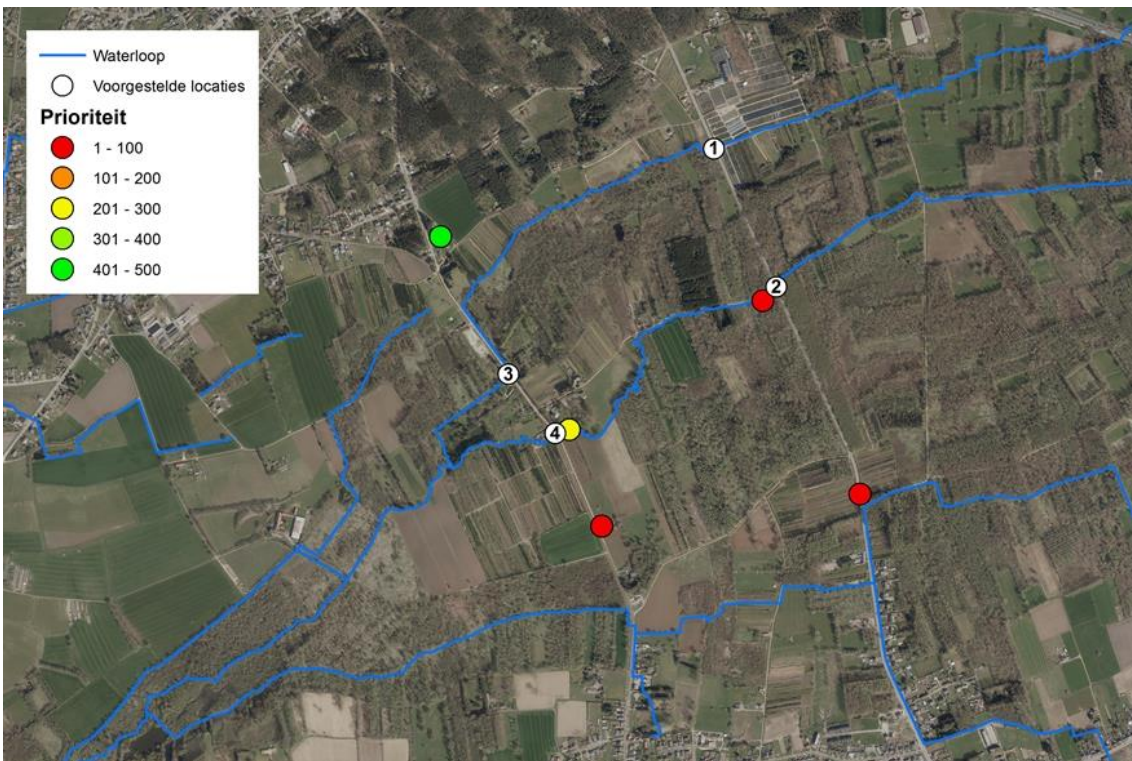 Waterloop
Voorgestelde locaties
Prioriteit
1 - 100
101 - 200
201 - 300
301 - 400
401 - 500
1
2
3
4